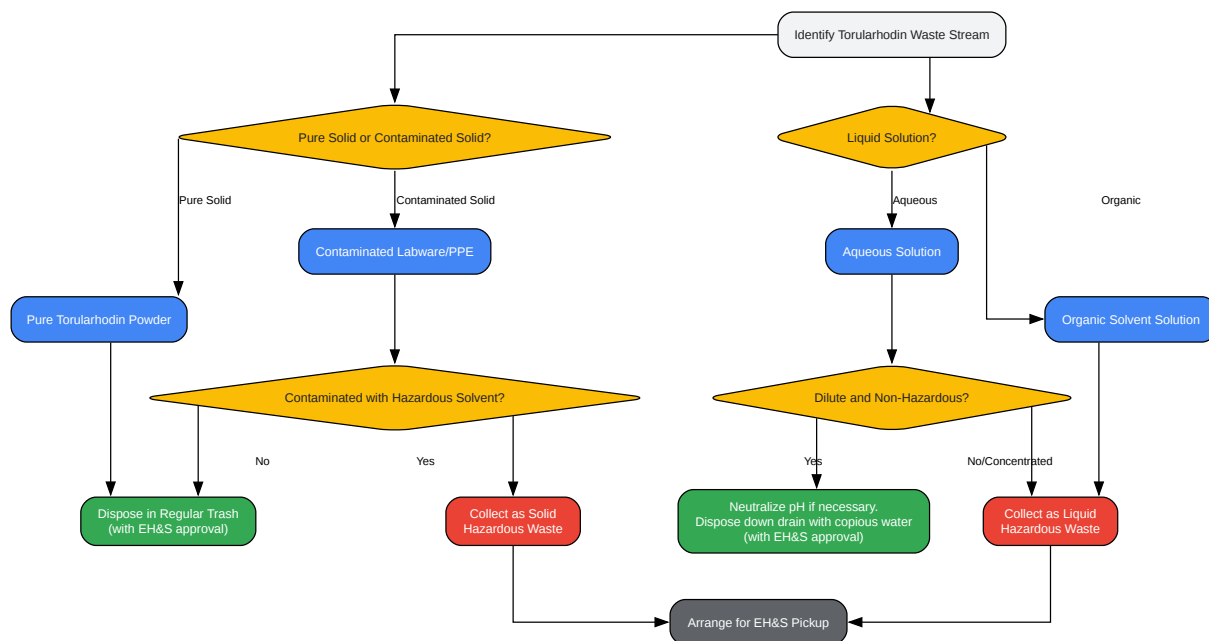 Identify Torularhodin Waste Stream
Pure Solid or Contaminated Solid?
Liquid Solution?
Pure Solid
Contaminated Solid
Aqueous
Organic
Contaminated Labware/PPE
Aqueous Solution
Pure Torularhodin Powder
Organic Solvent Solution
Contaminated with Hazardous Solvent?
Dilute and Non-Hazardous?
No
Yes
Yes
No/Concentrated
Dispose in Regular Trash
(with EH&S approval)
Collect as Solid
Hazardous Waste
Neutralize pH if necessary.
Dispose down drain with copious water
(with EH&S approval)
Collect as Liquid
Hazardous Waste
Arrange for EH&S Pickup